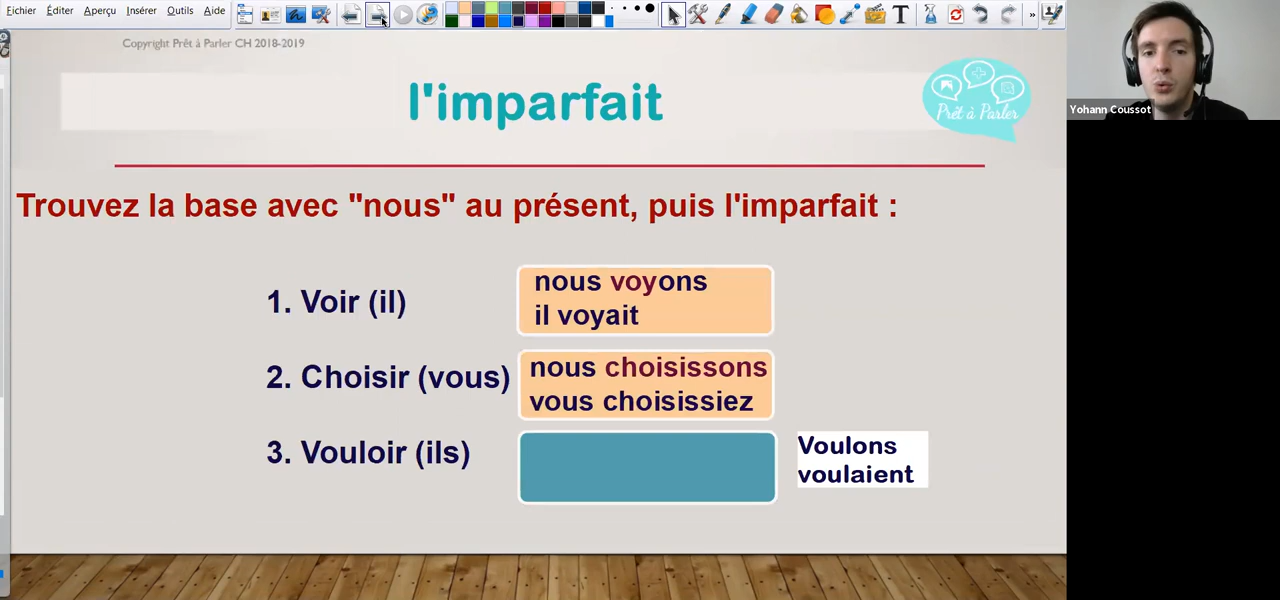 Fichier Éditer Aperçu Insérer Outils Aide
Copyright Prêt à Parler CH 2018-2019
l'imparfait
Prêt à Parler
Yohann Coussot
Trouvez la base avec "nous" au présent, puis l'imparfait :
1. Voir (il)
nous voyons
il voyait
2. Choisir (vous)
nous choisissons
vous choisissiez
3. Vouloir (ils)
Voulons
voulaient